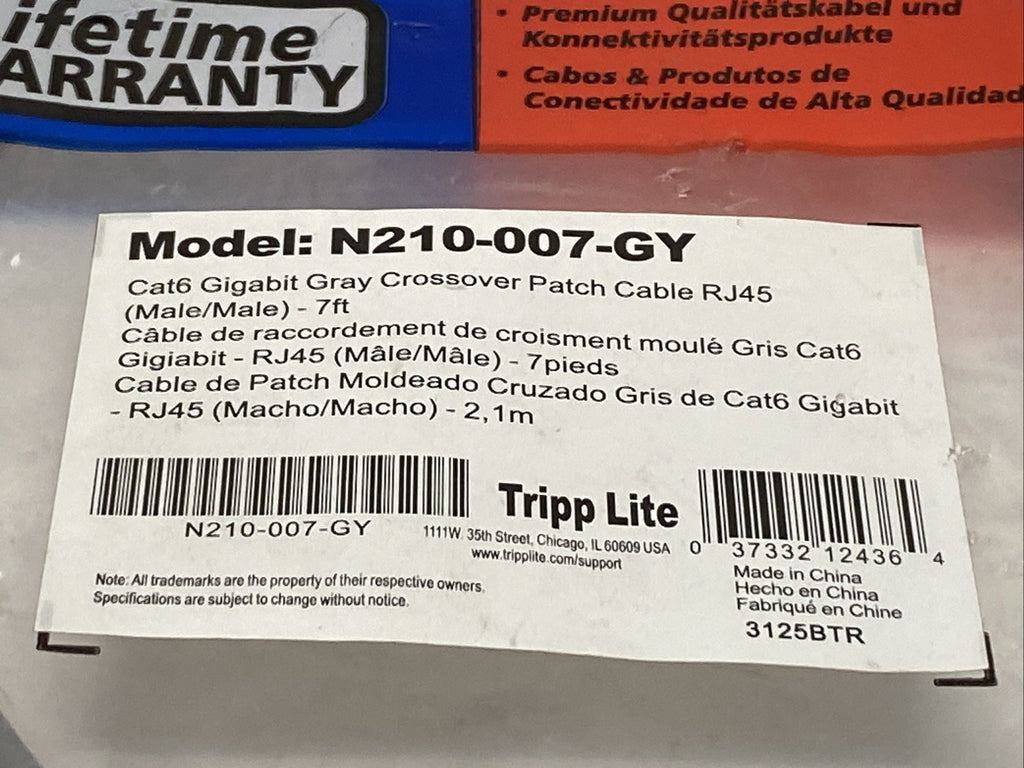 ifetime
ARRANTY
• Premium Qualitätskabel und
Konnektivitätsprodukte
• Cabos & Produtos de
Conectividade de Alta Qualidad
Model: N210-007-GY
Cat6 Gigabit Gray Crossover Patch Cable RJ45
(Male/Male) - 7ft
Câble de raccordement de croisment moulé Gris Cat6
Gigiabit - RJ45 (Mâle/Mâle) - 7pieds
Cable de Patch Moldeado Cruzado Gris de Cat6 Gigabit
- RJ45 (Macho/Macho) - 2,1m
N210-007-GY
Tripp Lite
1111W. 35th Street, Chicago, IL 60609 USA
www.tripplite.com/support
0 37332 12436 4
Note: All trademarks are the property of their respective owners.
Specifications are subject to change without notice.
Made in China
Hecho en China
Fabriqué en Chine
3125BTR